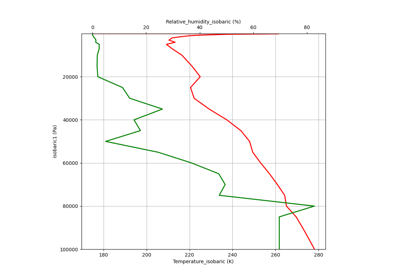 Relative_humidity_isobaric (%)
0 20 40 60 80
20000
40000
60000
80000
100000
isobaric1 (Pa)
180 200 220 240 260 280
Temperature_isobaric (K)